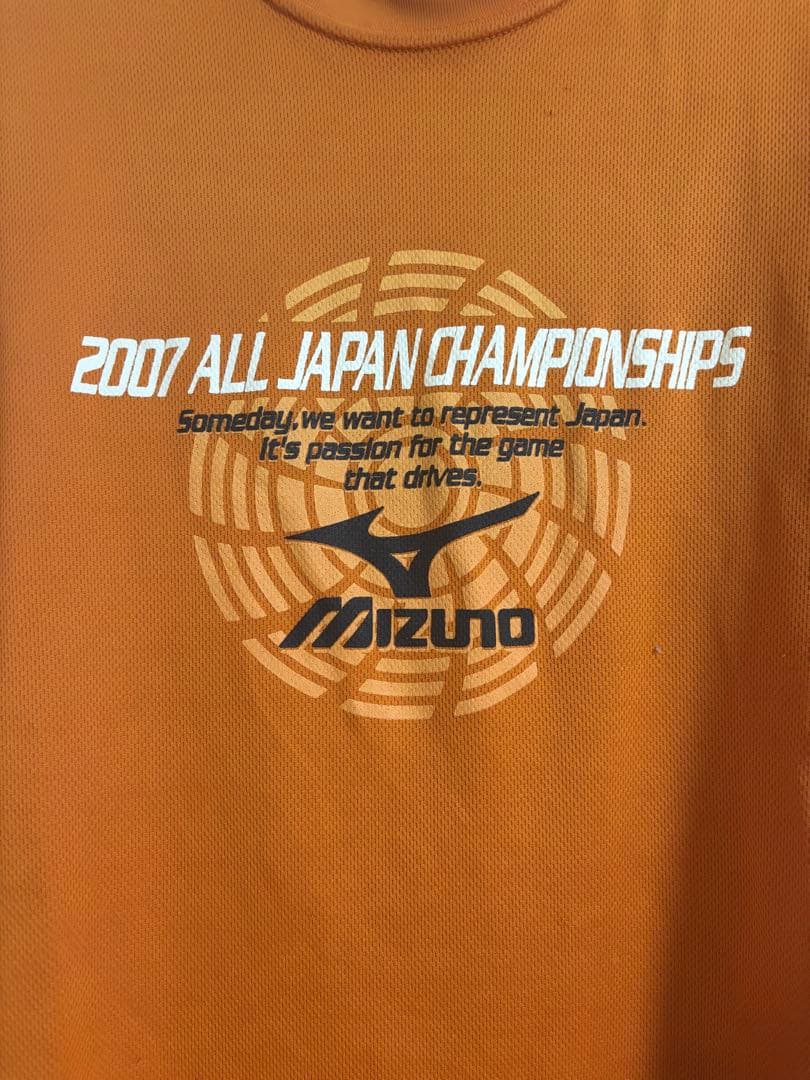 2007 ALL JAPAN CHAMPIONSHIPS
Someday, we want to represent Japan.
It's passion for the game
that drives.
MIZUNO